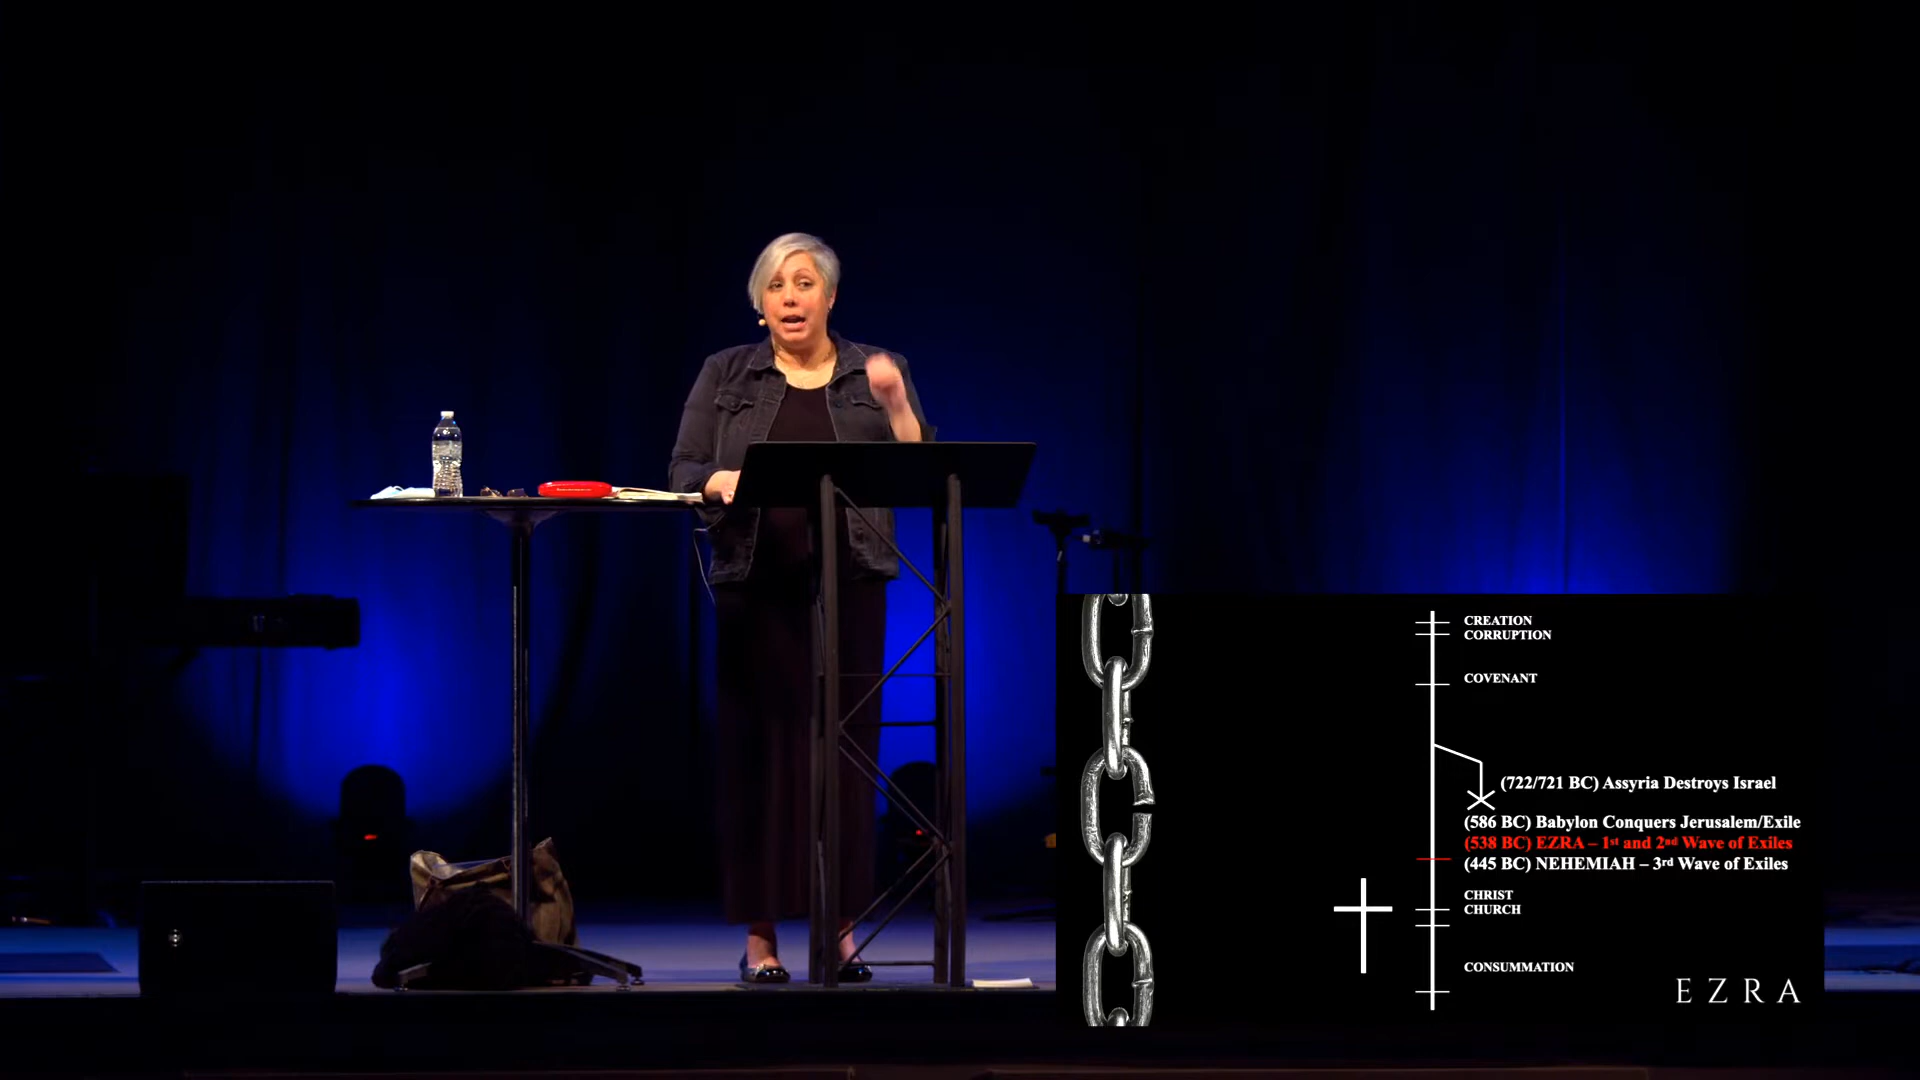 CREATION
CORRUPTION
COVENANT
(722/721 BC) Assyria Destroys Israel
(586 BC) Babylon Conquers Jerusalem/Exile
(538 BC) EZRA – 1st and 2nd Wave of Exiles
(445 BC) NEHEMIAH – 3rd Wave of Exiles
CHRIST
CHURCH
CONSUMMATION
EZRA